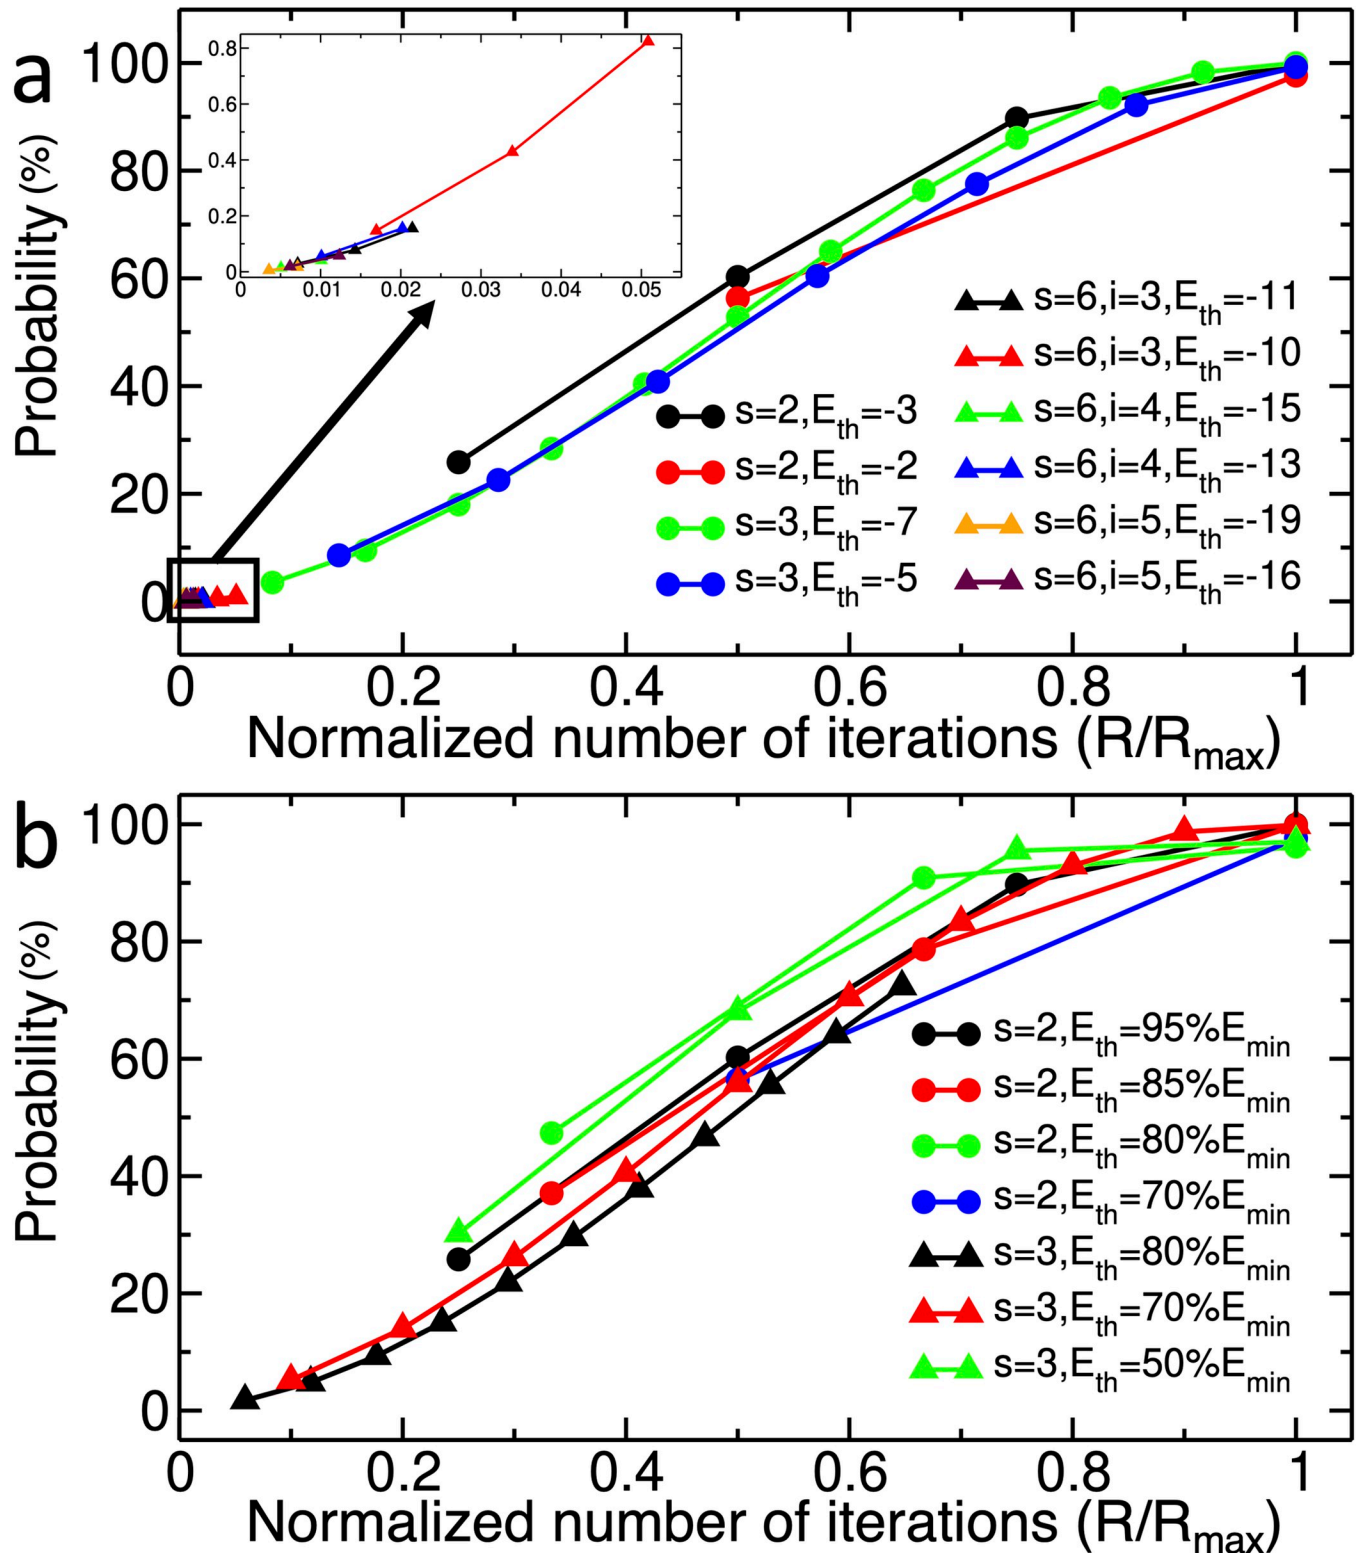 a
100
80
60
40
20
0
Probability (%)
0.8
0.6
0.4
0.2
0
0 0.01 0.02 0.03 0.04 0.05
s=2,Eth=-3
s=2,Eth=-2
s=3,Eth=-7
s=3,Eth=-5
s=6,i=3,Eth=-11
s=6,i=3,Eth=-10
s=6,i=4,Eth=-15
s=6,i=4,Eth=-13
s=6,i=5,Eth=-19
s=6,i=5,Eth=-16
0 0.2 0.4 0.6 0.8 1
Normalized number of iterations (R/Rmax)
b
100
80
60
40
20
0
Probability (%)
s=2,Eth=95%Emin
s=2,Eth=85%Emin
s=2,Eth=80%Emin
s=2,Eth=70%Emin
s=3,Eth=80%Emin
s=3,Eth=70%Emin
s=3,Eth=50%Emin
0 0.2 0.4 0.6 0.8 1
Normalized number of iterations (R/Rmax)